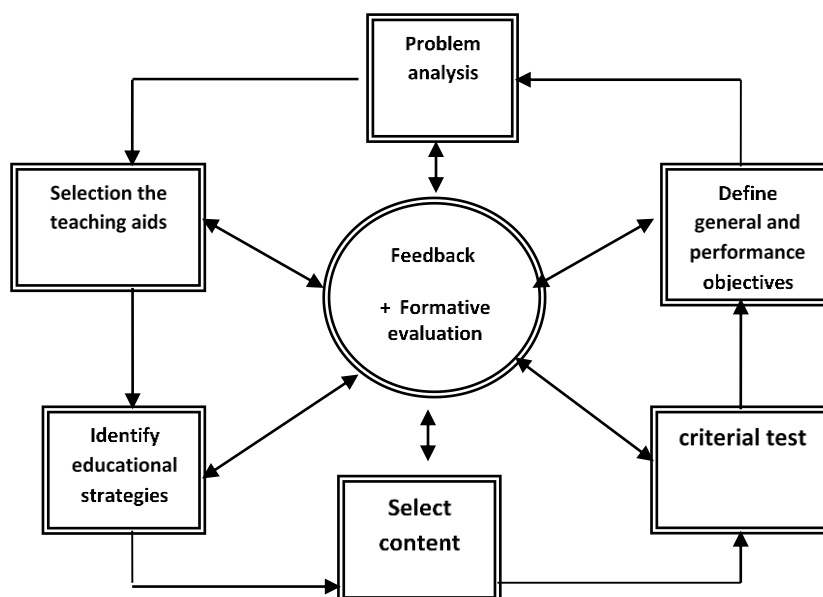 Problem
analysis
Selection the
teaching aids
Define
general and
performance
objectives
Feedback
+ Formative
evaluation
Identify
educational
strategies
criterial test
Select
content